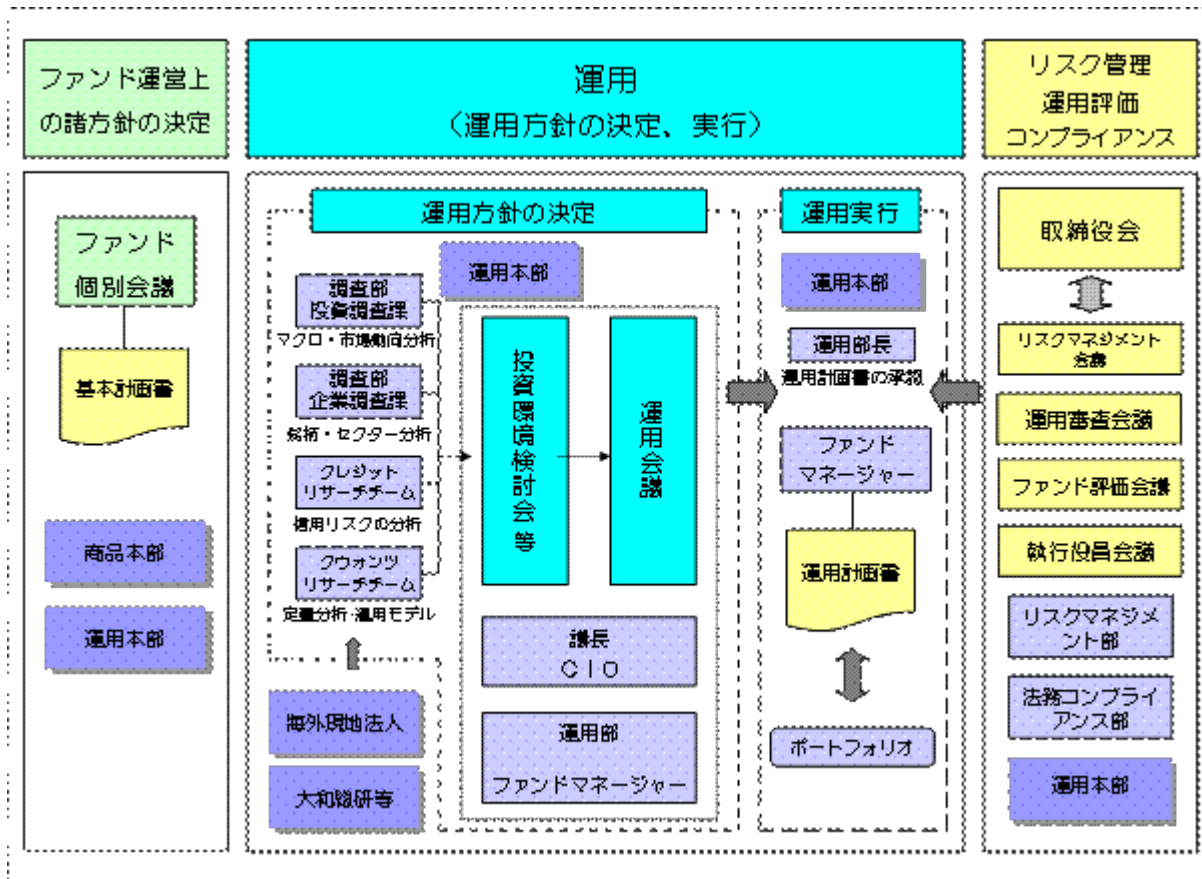 ファンド運営上
の諸方針の決定
運用
（運用方針の決定、実行）
リスク管理
運用評価
コンプライアンス
ファンド
個別会議
基本計画書
商品本部
運用本部
運用方針の決定
運用本部
調査部
投資調査課
マクロ・市場動向分析
調査部
企業調査課
銘柄・セクター分析
クレジット
リサーチチーム
信用リスクの分析
クウォンツ
リサーチチーム
定量分析・運用モデル
海外現地法人
大和総研等
投資環境検討会等
運用会議
議長
ＣＩＯ
運用部
ファンドマネージャー
運用実行
運用本部
運用部長
運用計画書の承認
ファンド
マネージャー
運用計画書
ポートフォリオ
取締役会
リスクマネジメント
会議
運用審査会議
ファンド評価会議
執行役員会議
リスクマネジメ
ント部
法務コンプライ
アンス部
運用本部